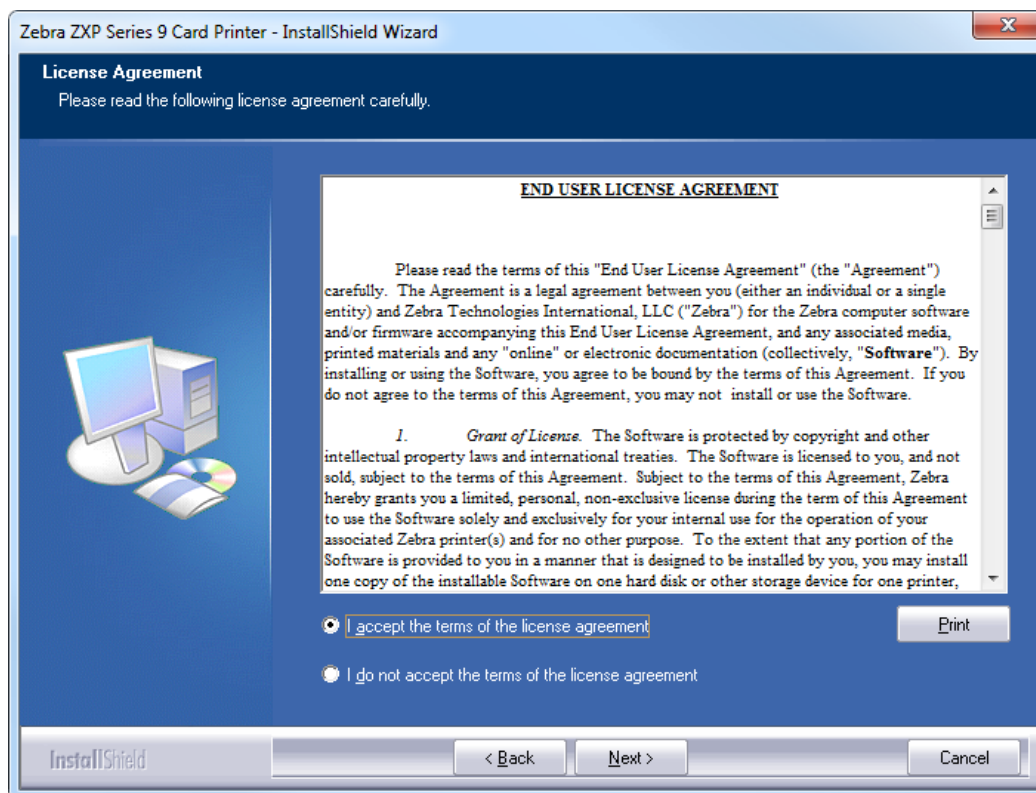 Zebra ZXP Series 9 Card Printer - InstallShield Wizard
License Agreement
Please read the following license agreement carefully.
END USER LICENSE AGREEMENT
Please read the terms of this "End User License Agreement" (the "Agreement")
carefully. The Agreement is a legal agreement between you (either an individual or a single
entity) and Zebra Technologies International, LLC ("Zebra") for the Zebra computer software
and/or firmware accompanying this End User License Agreement, and any associated media,
printed materials and any "online" or electronic documentation (collectively, "Software"). By
installing or using the Software, you agree to be bound by the terms of this Agreement. If you
do not agree to the terms of this Agreement, you may not install or use the Software.
1. Grant of License. The Software is protected by copyright and other
intellectual property laws and international treaties. The Software is licensed to you, and not
sold, subject to the terms of this Agreement. Subject to the terms of this Agreement, Zebra
hereby grants you a limited, personal, non-exclusive license during the term of this Agreement
to use the Software solely and exclusively for your internal use for the operation of your
associated Zebra printer(s) and for no other purpose. To the extent that any portion of the
Software is provided to you in a manner that is designed to be installed by you, you may install
one copy of the installable Software on one hard disk or other storage device for one printer,
I accept the terms of the license agreement
Print
I do not accept the terms of the license agreement
InstallShield
< Back
Next >
Cancel